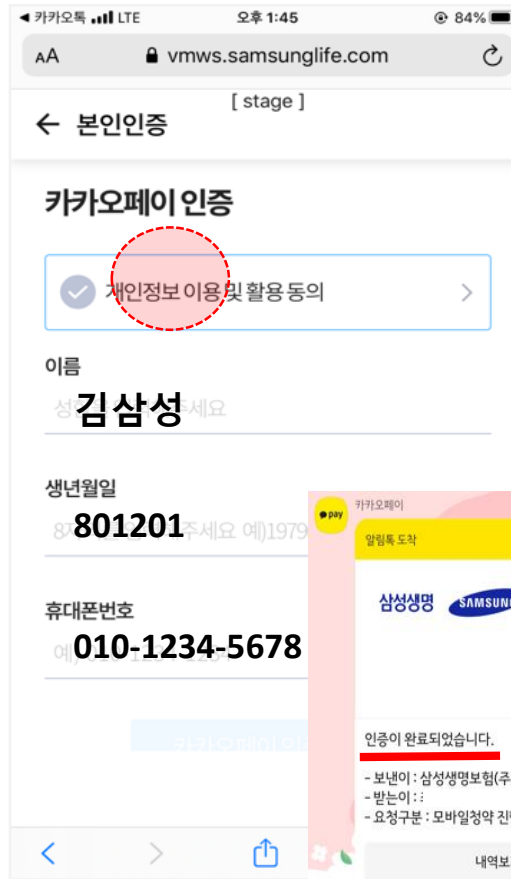 카카오톡 LTE 오후 1:45 84%
AA vmws.samsunglife.com
[ stage ]
본인인증
카카오페이 인증
개인정보 이용 및 활용 동의
이름
김삼성
생년월일
801201
휴대폰번호
010-1234-5678
pay 카카오페이
알림톡 도착
삼성생명 SAMSUN
인증이 완료되었습니다.
- 보낸이 : 삼성생명보험(주
- 받는이 :
- 요청구분 : 모바일청약 진행
내역보